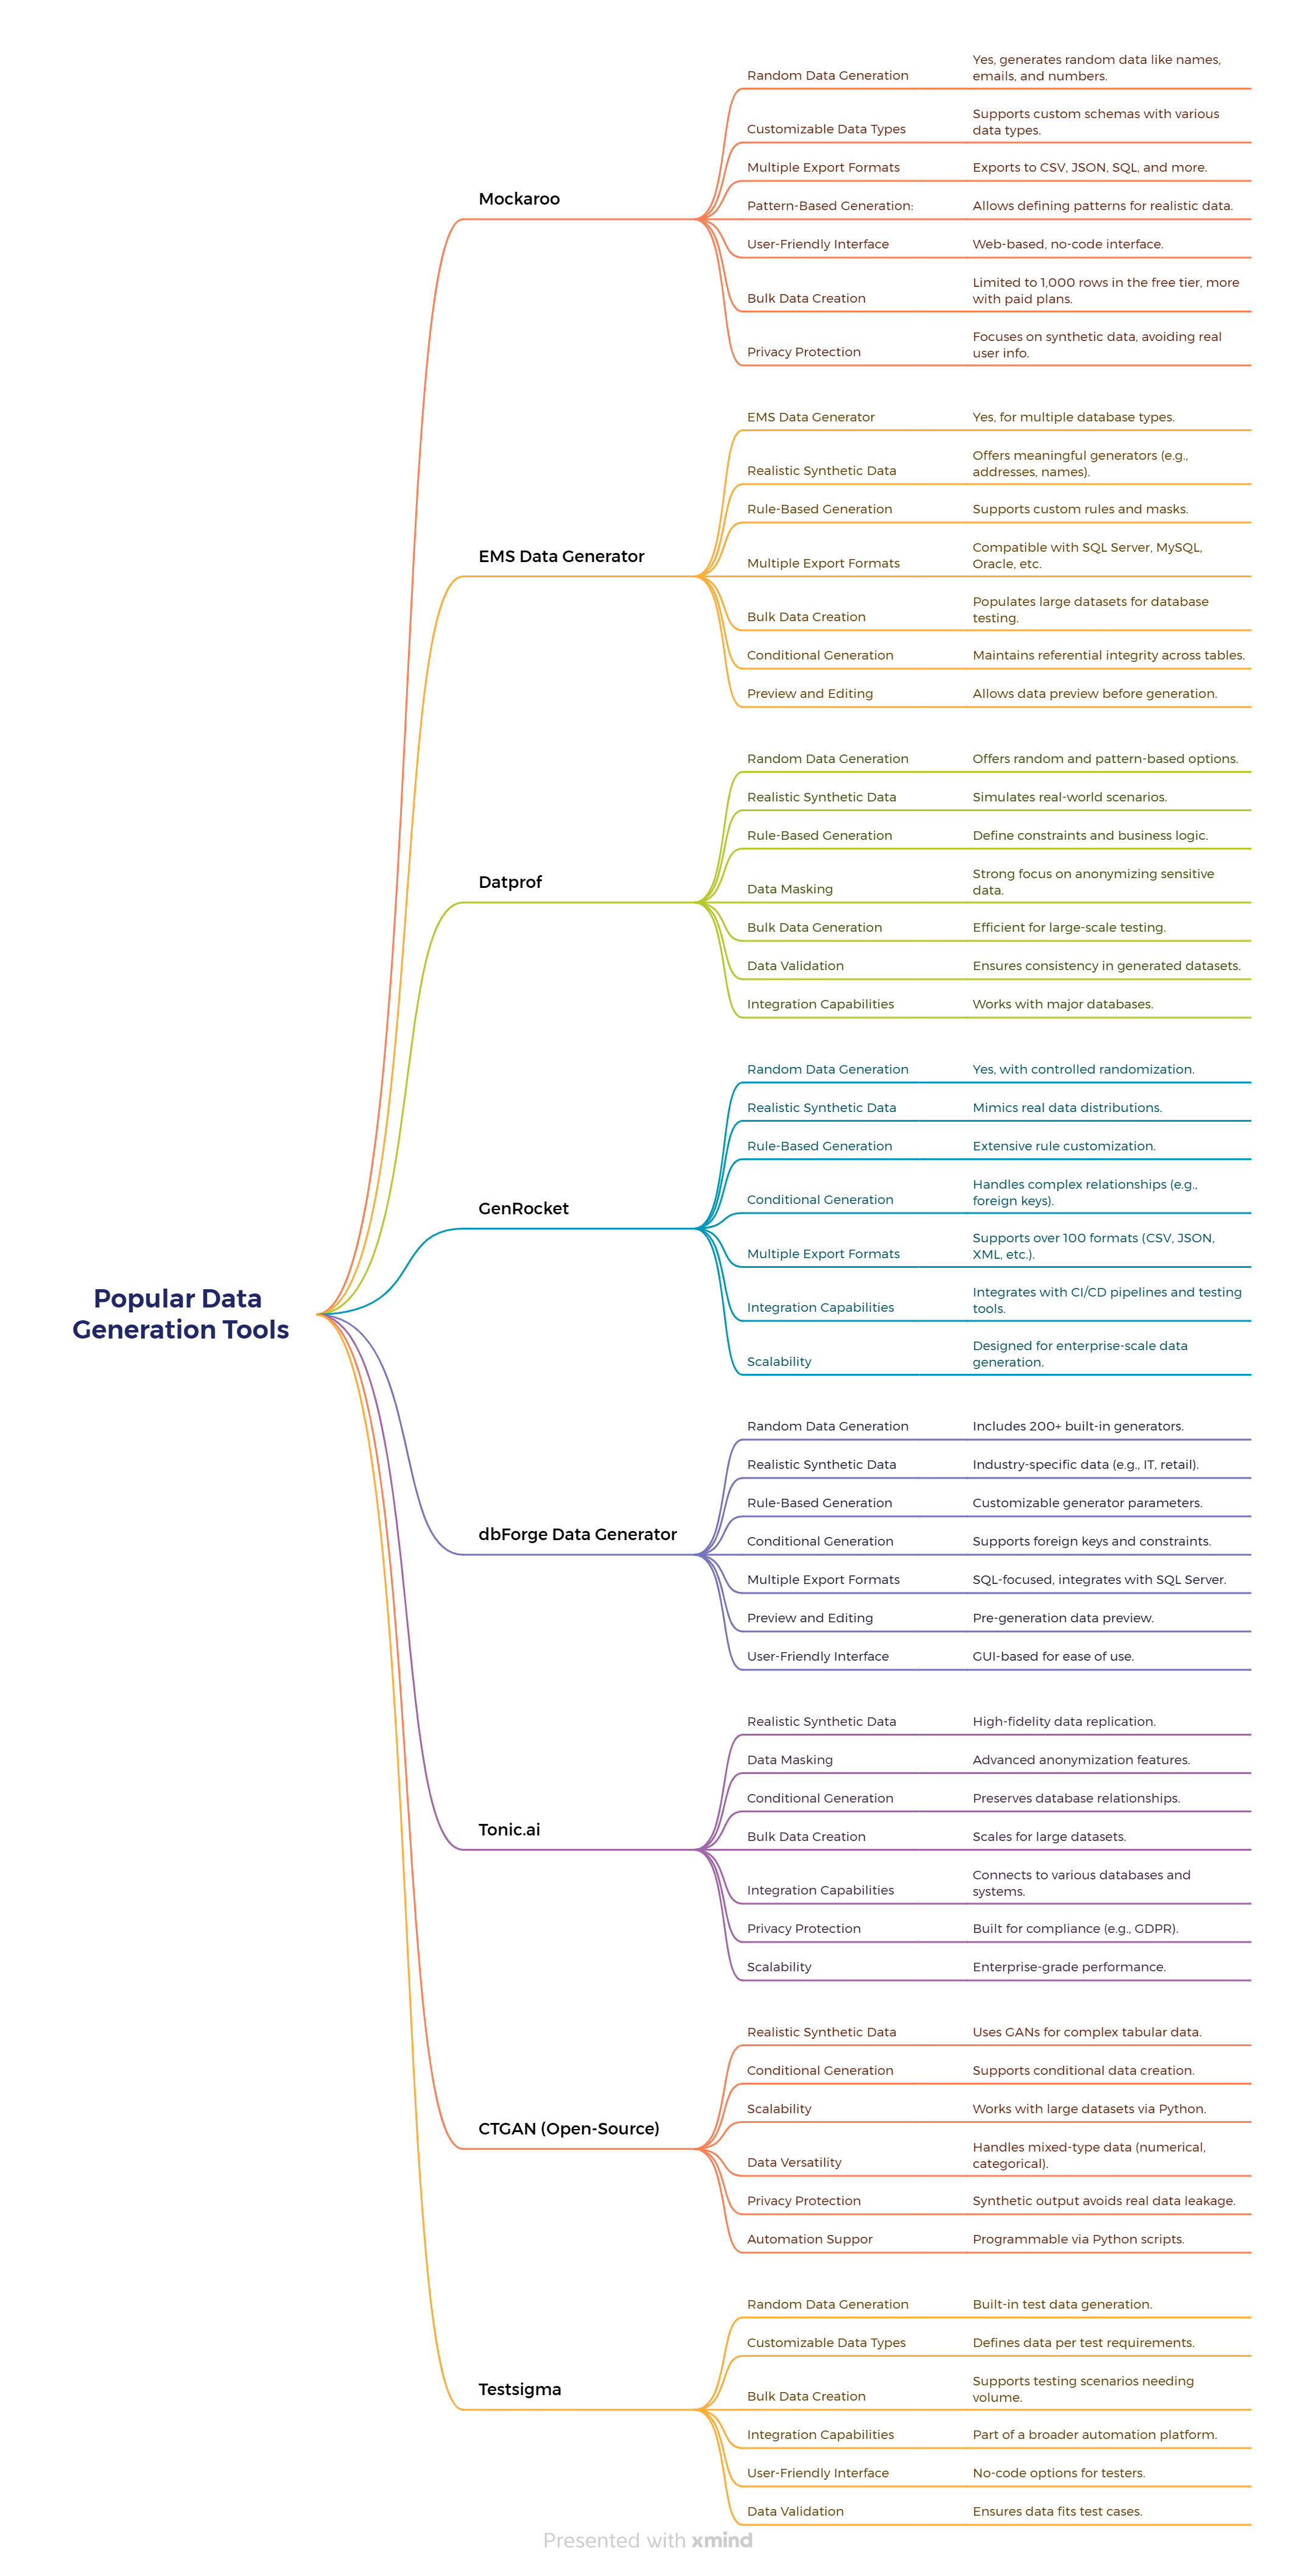 Popular Data
Generation Tools
Mockaroo
Random Data Generation
Yes, generates random data like names,
emails, and numbers.
Customizable Data Types
Supports custom schemas with various
data types.
Multiple Export Formats
Exports to CSV, JSON, SQL, and more.
Pattern-Based Generation:
Allows defining patterns for realistic data.
User-Friendly Interface
Web-based, no-code interface.
Bulk Data Creation
Limited to 1,000 rows in the free tier, more
with paid plans.
Privacy Protection
Focuses on synthetic data, avoiding real
user info.
EMS Data Generator
EMS Data Generator
Yes, for multiple database types.
Realistic Synthetic Data
Offers meaningful generators (e.g.,
addresses, names).
Rule-Based Generation
Supports custom rules and masks.
Multiple Export Formats
Compatible with SQL Server, MySQL,
Oracle, etc.
Bulk Data Creation
Populates large datasets for database
testing.
Conditional Generation
Maintains referential integrity across tables.
Preview and Editing
Allows data preview before generation.
Datprof
Random Data Generation
Offers random and pattern-based options.
Realistic Synthetic Data
Simulates real-world scenarios.
Rule-Based Generation
Define constraints and business logic.
Data Masking
Strong focus on anonymizing sensitive
data.
Bulk Data Generation
Efficient for large-scale testing.
Data Validation
Ensures consistency in generated datasets.
Integration Capabilities
Works with major databases.
GenRocket
Random Data Generation
Yes, with controlled randomization.
Realistic Synthetic Data
Mimics real data distributions.
Rule-Based Generation
Extensive rule customization.
Conditional Generation
Handles complex relationships (e.g.,
foreign keys).
Multiple Export Formats
Supports over 100 formats (CSV, JSON,
XML, etc.).
Integration Capabilities
Integrates with CI/CD pipelines and testing
tools.
Scalability
Designed for enterprise-scale data
generation.
dbForge Data Generator
Random Data Generation
Includes 200+ built-in generators.
Realistic Synthetic Data
Industry-specific data (e.g., IT, retail).
Rule-Based Generation
Customizable generator parameters.
Conditional Generation
Supports foreign keys and constraints.
Multiple Export Formats
SQL-focused, integrates with SQL Server.
Preview and Editing
Pre-generation data preview.
User-Friendly Interface
GUI-based for ease of use.
Tonic.ai
Realistic Synthetic Data
High-fidelity data replication.
Data Masking
Advanced anonymization features.
Conditional Generation
Preserves database relationships.
Bulk Data Creation
Scales for large datasets.
Integration Capabilities
Connects to various databases and
systems.
Privacy Protection
Built for compliance (e.g., GDPR).
Scalability
Enterprise-grade performance.
CTGAN (Open-Source)
Realistic Synthetic Data
Uses GANs for complex tabular data.
Conditional Generation
Supports conditional data creation.
Scalability
Works with large datasets via Python.
Data Versatility
Handles mixed-type data (numerical,
categorical).
Privacy Protection
Synthetic output avoids real data leakage.
Automation Suppor
Programmable via Python scripts.
Testsigma
Random Data Generation
Built-in test data generation.
Customizable Data Types
Defines data per test requirements.
Bulk Data Creation
Supports testing scenarios needing
volume.
Integration Capabilities
Part of a broader automation platform.
User-Friendly Interface
No-code options for testers.
Data Validation
Ensures data fits test cases.
Presented with xmind